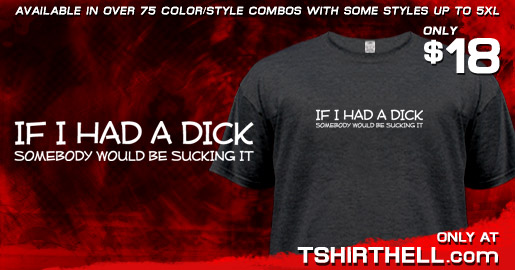 AVAILABLE IN OVER 75 COLOR/STYLE COMBOS WITH SOME STYLES UP TO 5XL
ONLY
$18
IF I HAD A DICK
SOMEBODY WOULD BE SUCKING IT
IF I HAD A DICK
SOMEBODY WOULD BE SUCKING IT
ONLY AT
TSHIRTHELL.com